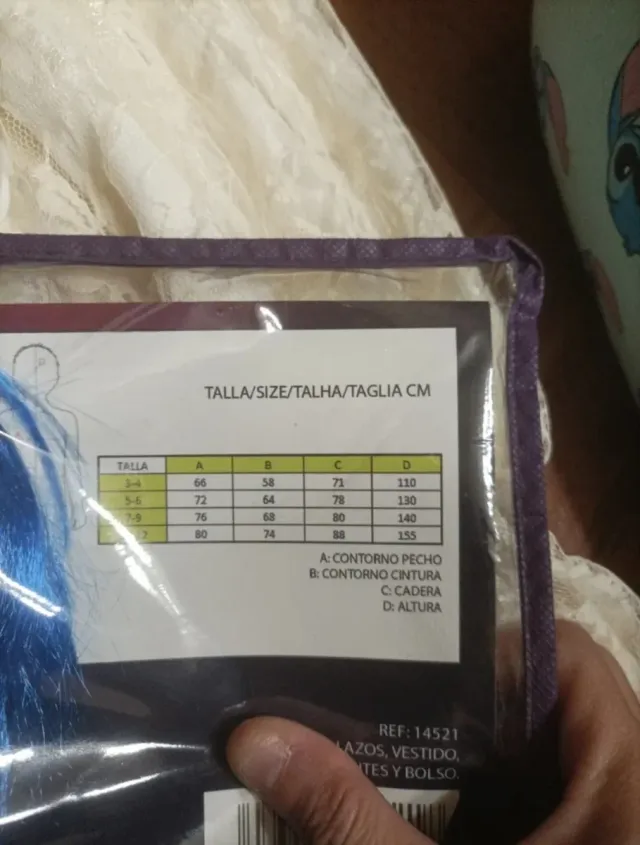 TALLA/SIZE/TALHA/TAGLIA CM
TALLA A B C D
3-4 66 58 71 110
5-6 72 64 78 130
7-9 76 68 80 140
80 74 88 155
A: CONTORNO PECHO
B: CONTORNO CINTURA
C: CADERA
D: ALTURA
REF: 14521
LAZOS, VESTIDO,
Y BOLSO.